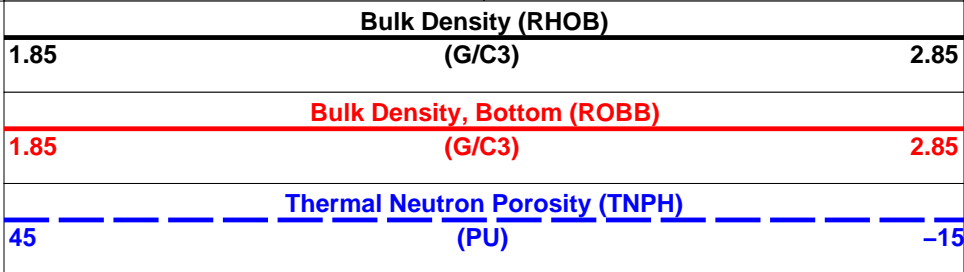 Bulk Density (RHOB)
1.85 (G/C3) 2.85
Bulk Density, Bottom (ROBB)
1.85 (G/C3) 2.85
Thermal Neutron Porosity (TNPH)
45 (PU) −15